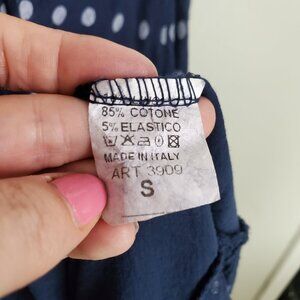 85% COTONE
5% ELASTICO
MADE IN ITALY
ART 3909
S